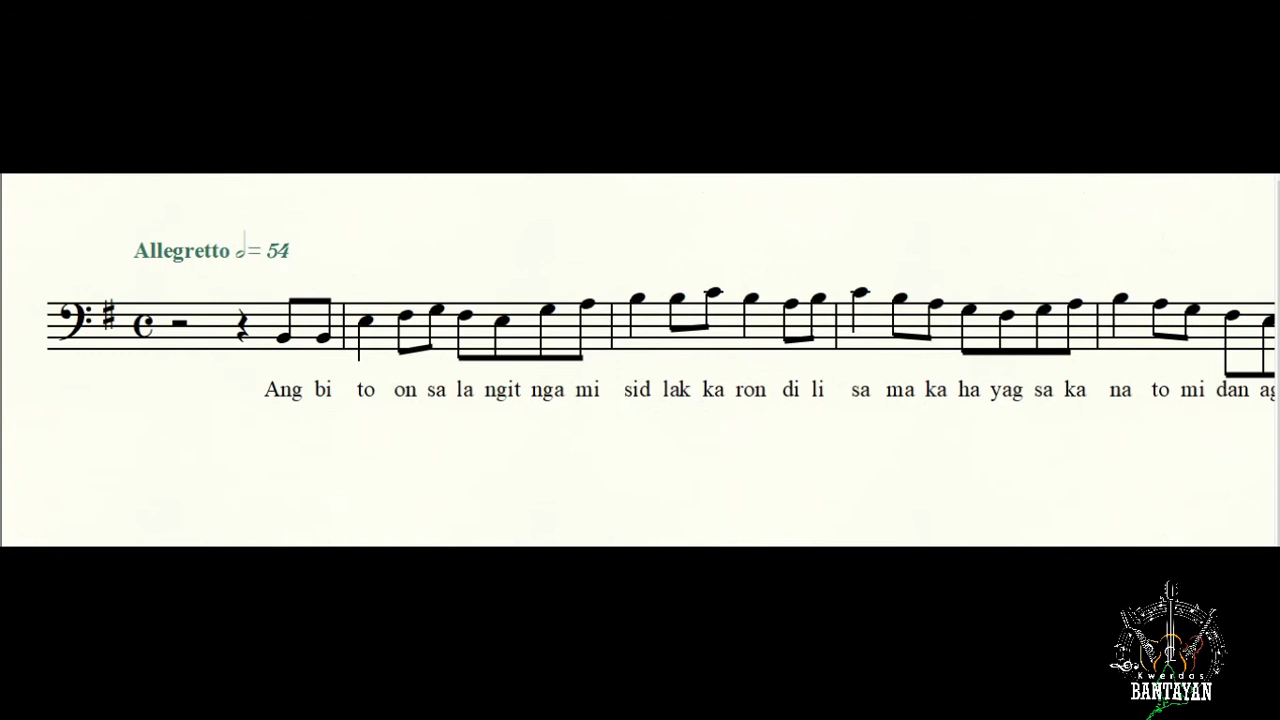 Allegretto = 54
Ang bi to on sa la ngit nga mi sid lak ka ron di li sa ma ka ha yag sa ka na to mi dan
Kwerdas
BANTAYAN